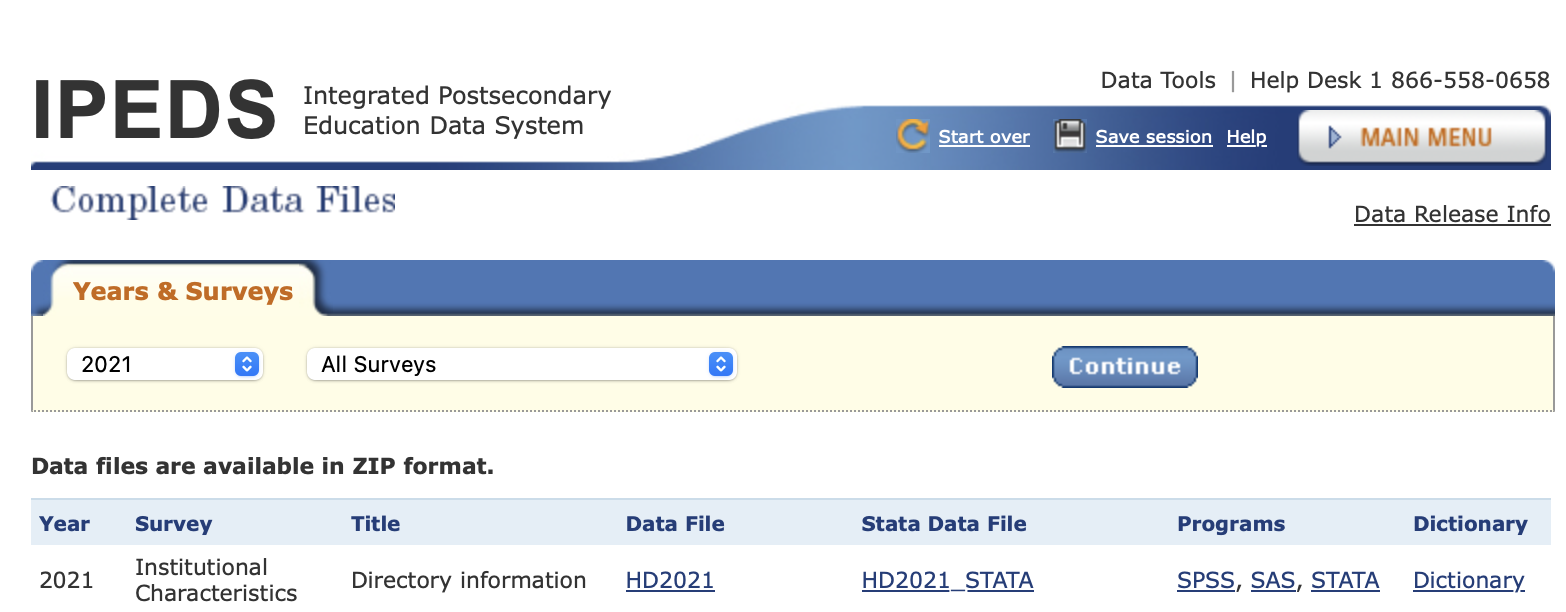 Data Tools | Help Desk 1 866-558-0658
IPEDS
Integrated Postsecondary
Education Data System
Start over Save session Help MAIN MENU
Complete Data Files
Data Release Info
Years & Surveys
2021 All Surveys Continue
Data files are available in ZIP format.
Year Survey Title Data File Stata Data File Programs Dictionary
2021 Institutional Characteristics Directory information HD2021 HD2021_STATA SPSS, SAS, STATA Dictionary